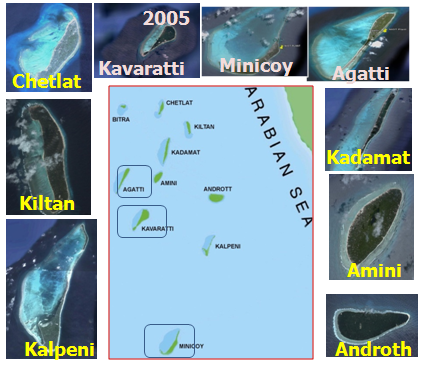 2005
Chetlat
Kavaratti
Minicoy
Agatti
CHETLAT
BITRA
KILTAN
KADAMAT
AGATTI
AMINI
ANDROTT
KAVARATTI
KALPENI
MINICOY
ARABIAN SEA
Kadamat
Kiltan
Amini
Kalpeni
Androth